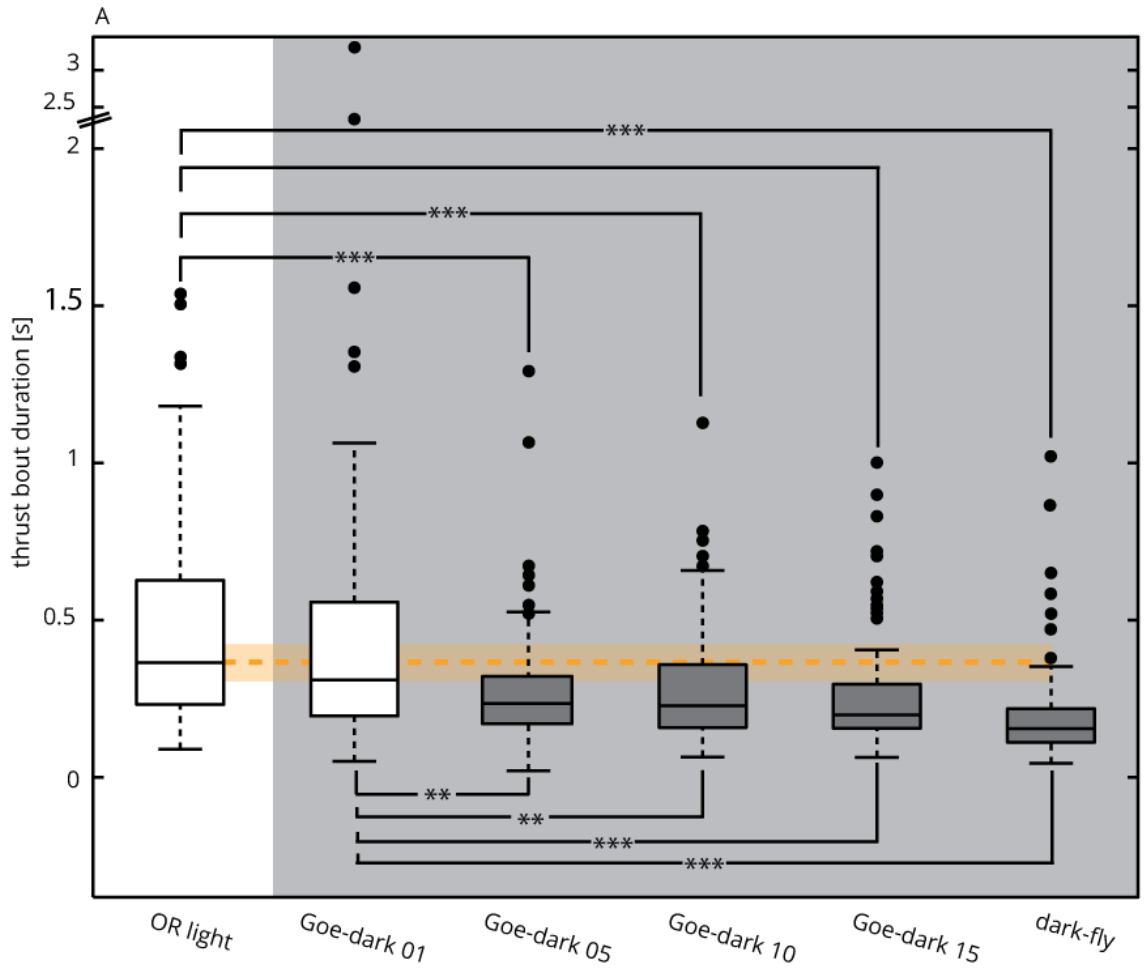 A
3
2.5
2
1.5
1
0.5
0
thrust bout duration [s]
***
***
***
**
**
***
***
OR light
Goe-dark 01
Goe-dark 05
Goe-dark 10
Goe-dark 15
dark-fly